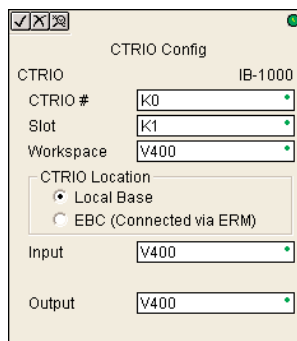 CTRIO Config
CTRIO IB-1000
CTRIO # K0
Slot K1
Workspace V400
CTRIO Location
Local Base
EBC (Connected via ERM)
Input V400
Output V400